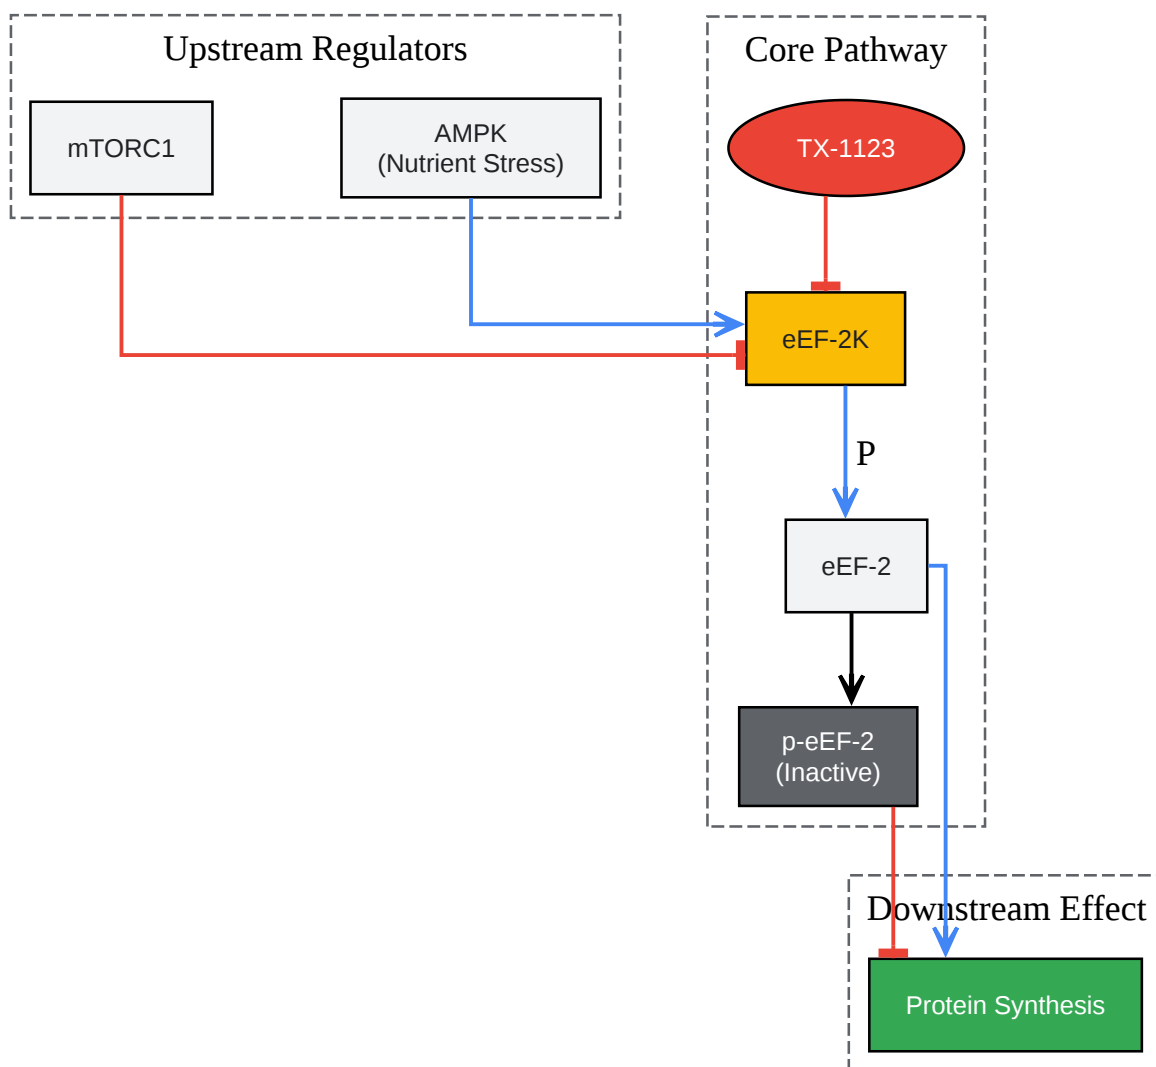 Upstream Regulators
Core Pathway
mTORC1
AMPK
(Nutrient Stress)
TX-1123
eEF-2K
P
eEF-2
p-eEF-2
(Inactive)
Downstream Effect
Protein Synthesis